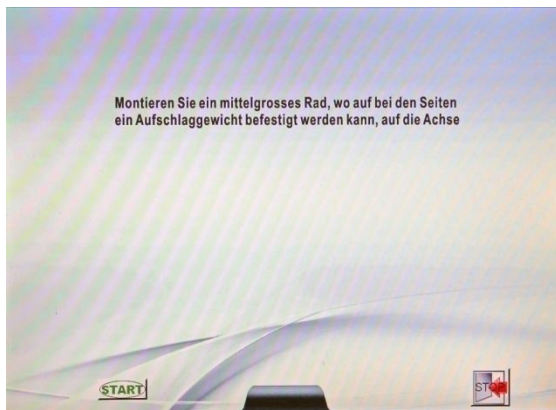 Montieren Sie ein mittelgrosses Rad, wo auf bei den Seiten
ein Aufschlaggewicht befestigt werden kann, auf die Achse
START
STOP